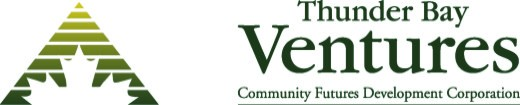 Thunder Bay
Ventures
Community Futures Development Corporation